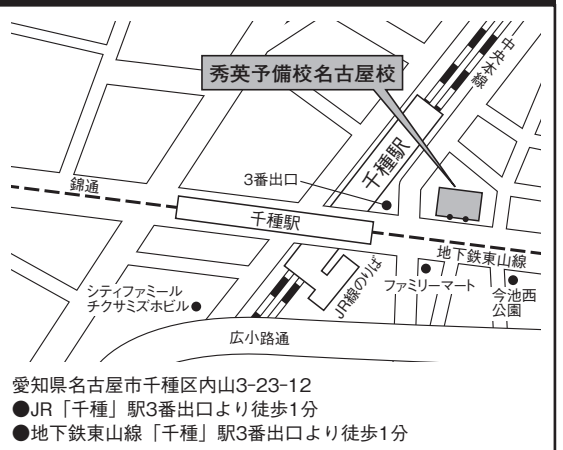 秀英予備校名古屋校
中央本線
千種駅
3番出口
錦通
千種駅
地下鉄東山線
ファミリーマート
今池西
公園
JR線のりば
シティファミール
チクサミズホビル
広小路通
愛知県名古屋市千種区内山3-23-12
●JR「千種」駅3番出口より徒歩1分
●地下鉄東山線「千種」駅3番出口より徒歩1分